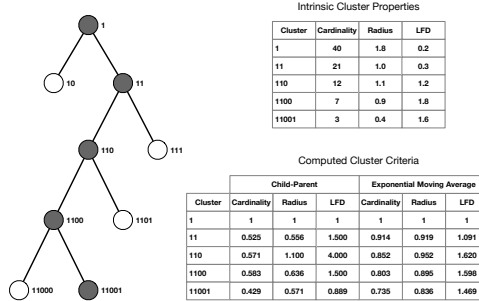 1
10
11
110
111
1100
1101
11000
11001
Intrinsic Cluster Properties
Cluster Cardinality Radius LFD
1 40 1.8 0.2
11 21 1.0 0.3
110 12 1.1 1.2
1100 7 0.9 1.8
11001 3 0.4 1.6
Computed Cluster Criteria
Child-Parent Exponential Moving Average
Cluster Cardinality Radius LFD Cardinality Radius LFD
1 1 1 1 1 1 1
11 0.525 0.556 1.500 0.914 0.919 1.091
110 0.571 1.100 4.000 0.852 0.952 1.620
1100 0.583 0.636 1.500 0.803 0.895 1.598
11001 0.429 0.571 0.889 0.735 0.836 1.469